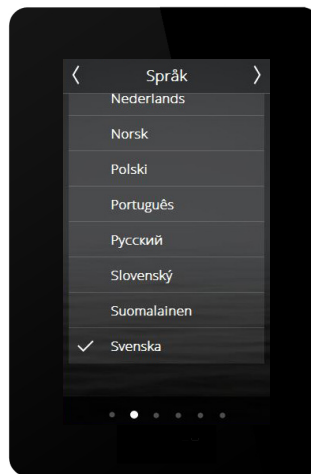 Språk
Nederlands
Norsk
Polski
Português
Русский
Slovenský
Suomalainen
Svenska